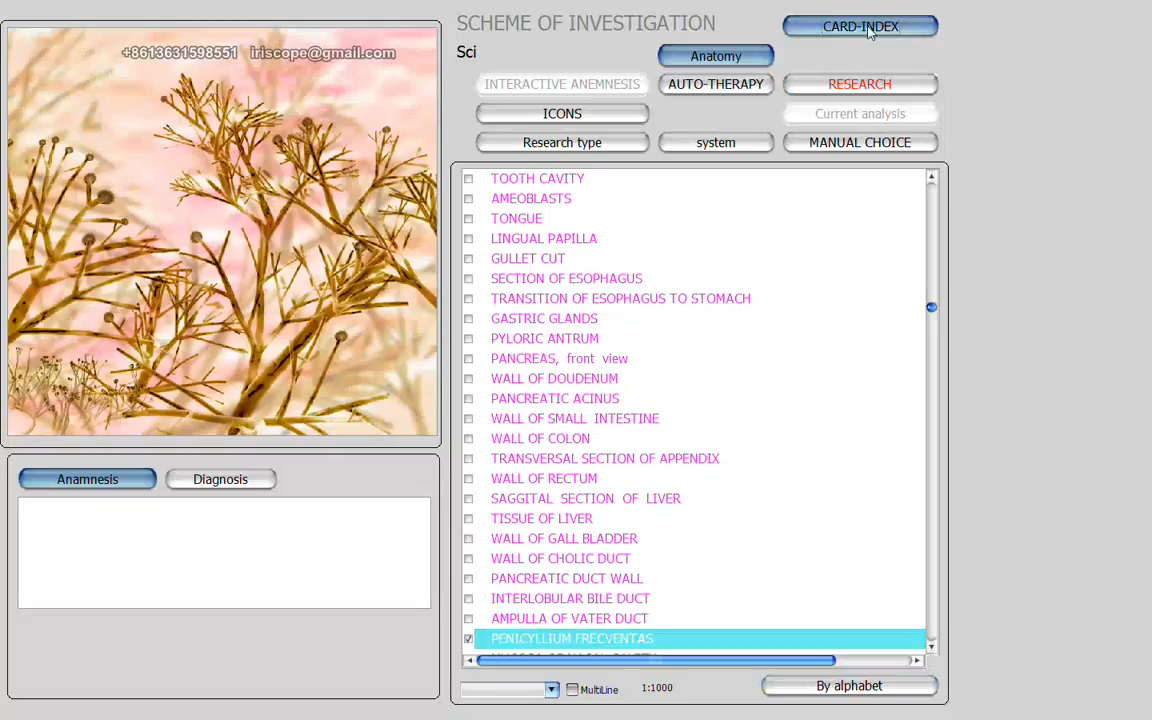 +8613631598551 iriscope@gmail.com
SCHEME OF INVESTIGATION
CARD-INDEX
Sci
Anatomy
INTERACTIVE ANEMNESIS
AUTO-THERAPY
RESEARCH
ICONS
Current analysis
Research type
system
MANUAL CHOICE
TOOTH CAVITY
AMEOBLASTS
TONGUE
LINGUAL PAPILLA
GULLET CUT
SECTION OF ESOPHAGUS
TRANSITION OF ESOPHAGUS TO STOMACH
GASTRIC GLANDS
PYLORIC ANTRUM
PANCREAS, front view
WALL OF DOUDENUM
PANCREATIC ACINUS
WALL OF SMALL INTESTINE
WALL OF COLON
TRANSVERSAL SECTION OF APPENDIX
WALL OF RECTUM
SAGGITAL SECTION OF LIVER
TISSUE OF LIVER
WALL OF GALL BLADDER
WALL OF CHOLIC DUCT
PANCREATIC DUCT WALL
INTERLOBULAR BILE DUCT
AMPULLA OF VATER DUCT
PENICYLLIUM FRECVENTAS
Anamnesis
Diagnosis
MultiLine
1:1000
By alphabet